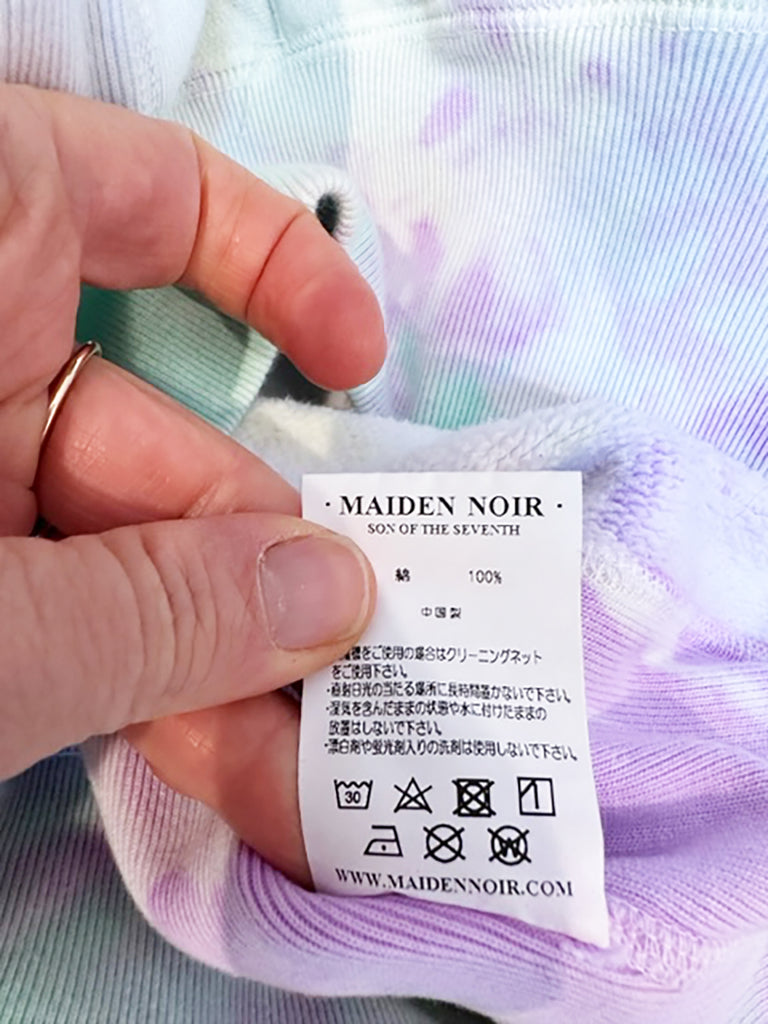 · MAIDEN NOIR ·
SON OF THE SEVENTH
綿 100%
中国製
機をご使用の場合はクリーニングネット
をご使用下さい。
・直射日光の当たる場所に長時間置かないで下さい。
・湿気を含んだままの状態や水に付けたままの
放置はしないで下さい。
・漂白剤や蛍光剤入りの洗剤は使用しないで下さい。
30
W
WWW.MAIDENNOIR.COM